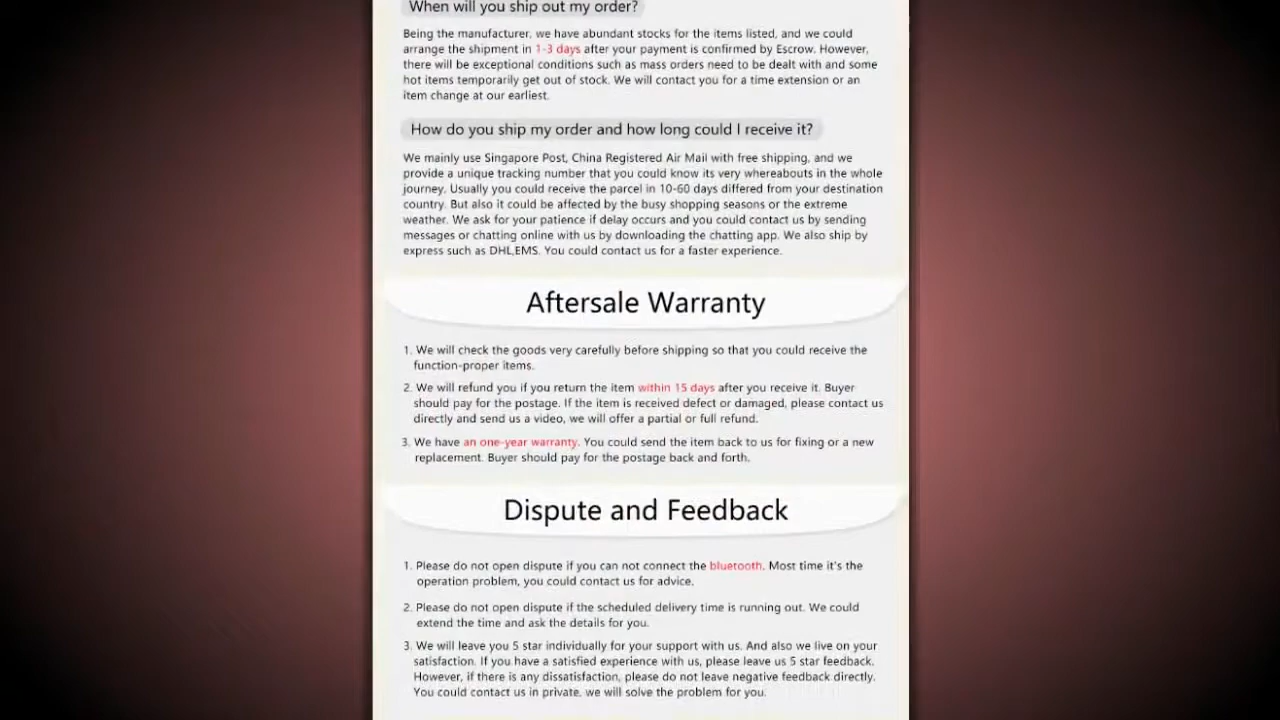 When will you ship out my order?
Being the manufacturer, we have abundant stocks for the items listed, and we could
arrange the shipment in 1-3 days after your payment is confirmed by Escrow. However,
there will be exceptional conditions such as mass orders need to be dealt with and some
hot items temporarily get out of stock. We will contact you for a time extension or an
item change at our earliest.
How do you ship my order and how long could I receive it?
We mainly use Singapore Post, China Registered Air Mail with free shipping, and we
provide a unique tracking number that you could know its very whereabouts in the whole
journey. Usually you could receive the parcel in 10-60 days differed from your destination
country. But also it could be affected by the busy shopping seasons or the extreme
weather. We ask for your patience if delay occurs and you could contact us by sending
messages or chatting online with us by downloading the chatting app. We also ship by
express such as DHL,EMS. You could contact us for a faster experience.
Aftersale Warranty
1. We will check the goods very carefully before shipping so that you could receive the
function-proper items.
2. We will refund you if you return the item within 15 days after you receive it. Buyer
should pay for the postage. If the item is received defect or damaged, please contact us
directly and send us a video, we will offer a partial or full refund.
3. We have an one-year warranty. You could send the item back to us for fixing or a new
replacement. Buyer should pay for the postage back and forth.
Dispute and Feedback
1. Please do not open dispute if you can not connect the bluetooth. Most time it's the
operation problem, you could contact us for advice.
2. Please do not open dispute if the scheduled delivery time is running out. We could
extend the time and ask the details for you.
3. We will leave you 5 star individually for your support with us. And also we live on your
satisfaction. If you have a satisfied experience with us, please leave us 5 star feedback.
However, if there is any dissatisfaction, please do not leave negative feedback directly.
You could contact us in private, we will solve the problem for you.